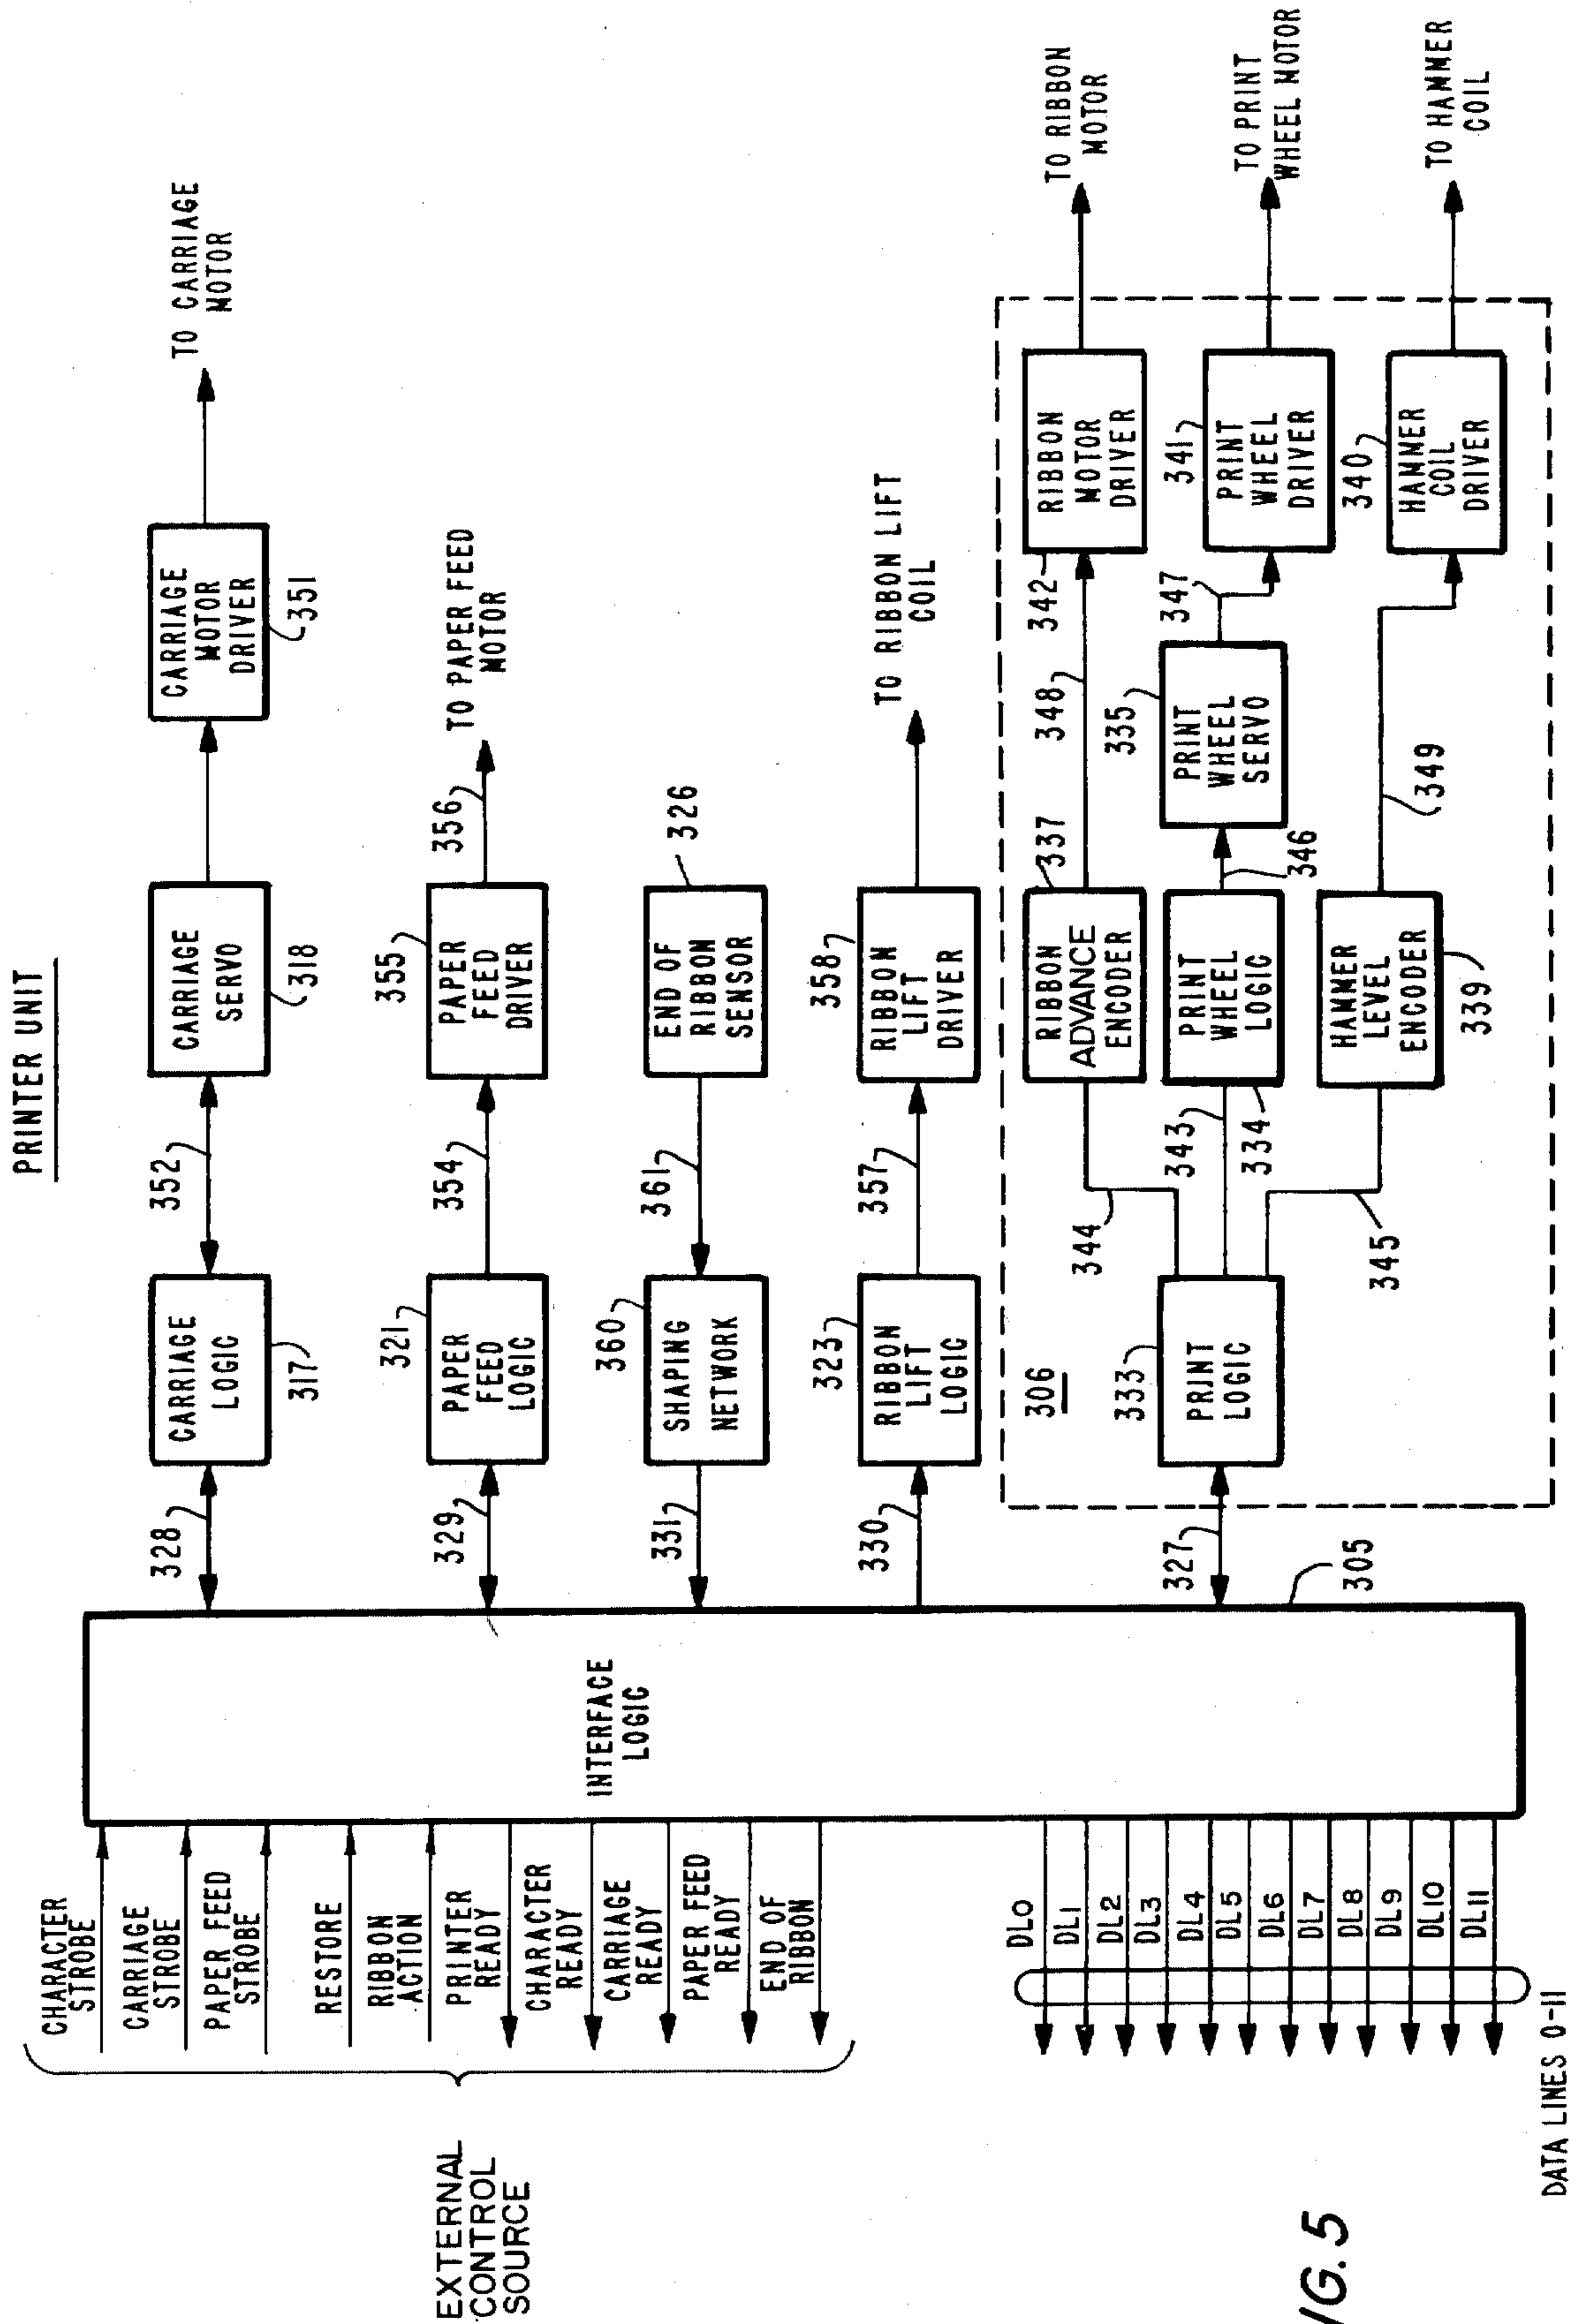 PRINTER UNIT
EXTERNAL
CONTROL
SOURCE
CHARACTER
STROBE
CARRIAGE
STROBE
PAPER FEED
STROBE
RESTORE
RIBBON
ACTION
PRINTER
READY
CHARACTER
READY
CARRIAGE
READY
PAPER FEED
READY
END OF
RIBBON
DL0
DL1
DL2
DL3
DL4
DL5
DL6
DL7
DL8
DL9
DL10
DL11
DATA LINES 0-11
INTERFACE
LOGIC
305
328
CARRIAGE
LOGIC
317
352
CARRIAGE
SERVO
318
CARRIAGE
MOTOR
DRIVER
351
TO CARRIAGE
MOTOR
329
321
PAPER
FEED
LOGIC
354
355
PAPER
FEED
DRIVER
356
TO PAPER FEED
MOTOR
331
360
SHAPING
NETWORK
361
END OF
RIBBON
SENSOR
326
330
323
RIBBON
LIFT
LOGIC
357
358
RIBBON
LIFT
DRIVER
TO RIBBON LIFT
COIL
306
327
333
PRINT
LOGIC
344
343
345
337
RIBBON
ADVANCE
ENCODER
348
342
RIBBON
MOTOR
DRIVER
TO RIBBON
MOTOR
334
PRINT
WHEEL
LOGIC
346
335
PRINT
WHEEL
SERVO
347
341
PRINT
WHEEL
DRIVER
TO PRINT
WHEEL MOTOR
HAMMER
LEVEL
ENCODER
339
349
340
HAMMER
COIL
DRIVER
TO HAMMER
COIL
IG. 5